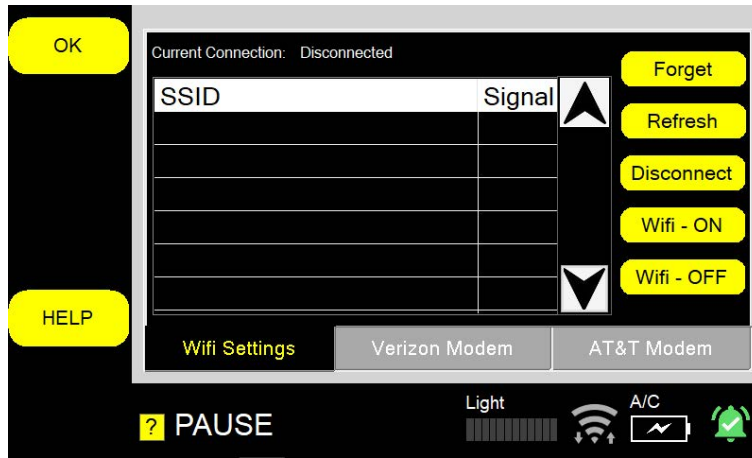 OK
Current Connection: Disconnected
Forget
SSID Signal
Refresh
Disconnect
Wifi - ON
Wifi - OFF
HELP
Wifi Settings Verizon Modem AT&T Modem
Light A/C
? PAUSE